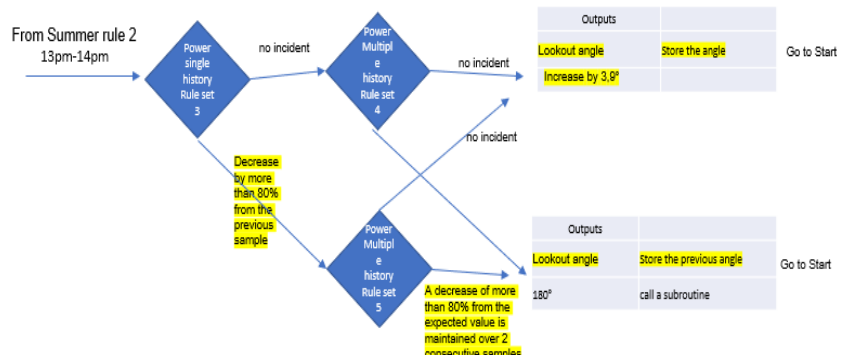 From Summer rule 2
13pm-14pm
Power
single
history
Rule set
3
no incident
Power
Multipl
e
history
Rule set
4
no incident
Outputs
Lookout angle Store the angle
Increase by 3,9°
Go to Start
no incident
Decrease
by more
than 80%
from the
previous
sample
Power
Multipl
e
history
Rule set
5
A decrease of more
than 80% from the
expected value is
maintained over 2
consecutive samples
Outputs
Lookout angle Store the previous angle
180° call a subroutine
Go to Start